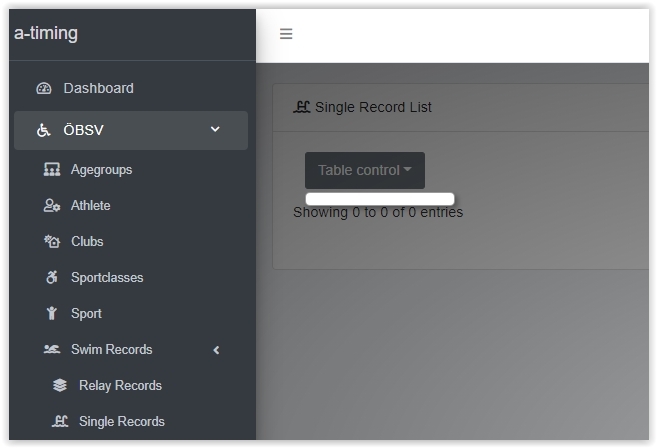 a-timing
Dashboard
ÖBSV
Agegroups
Athlete
Clubs
Sportclasses
Sport
Swim Records
Relay Records
Single Records
Single Record List
Table control
Showing 0 to 0 of 0 entries